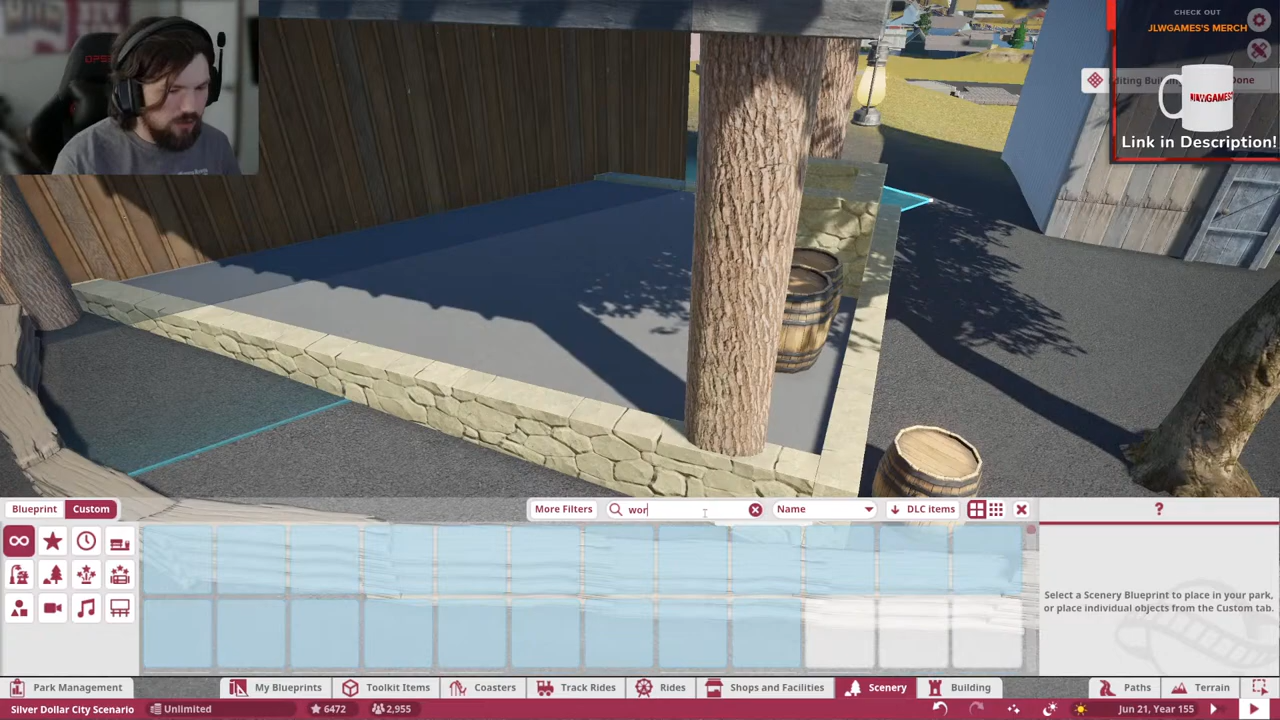 CHECK OUT
JLWGAMES'S MERCH
Editing Buildi
Done
JLWGAMES
Link in Description!
Blueprint
Custom
More Filters
wor
Name
DLC items
?
Select a Scenery Blueprint to place in your park,
or place individual objects from the Custom tab.
Park Management
My Blueprints
Toolkit Items
Coasters
Track Rides
Rides
Shops and Facilities
Scenery
Building
Paths
Terrain
Silver Dollar City Scenario
Unlimited
6472
2,955
Jun 21, Year 155